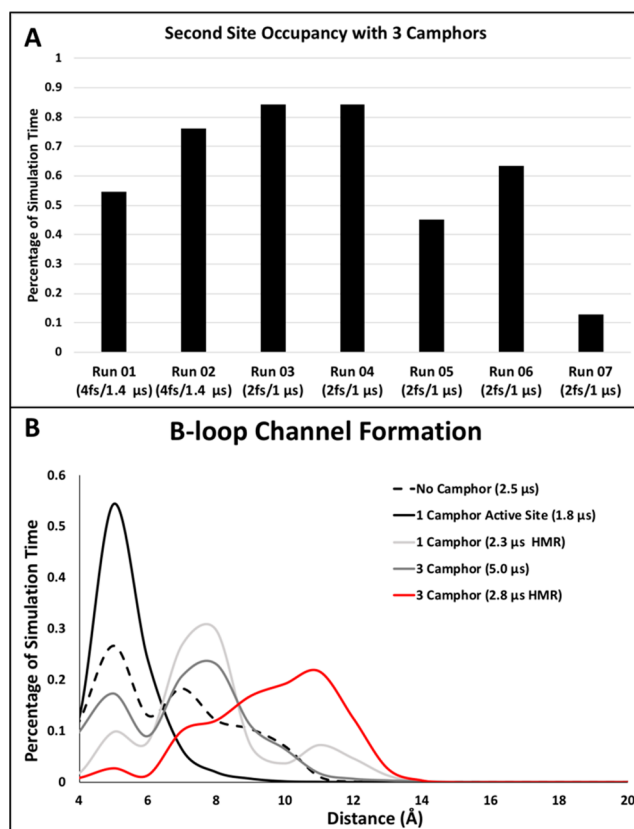 A
Second Site Occupancy with 3 Camphors
Percentage of Simulation Time
1
0.9
0.8
0.7
0.6
0.5
0.4
0.3
0.2
0.1
0
Run 01 Run 02 Run 03 Run 04 Run 05 Run 06 Run 07
(4fs/1.4 µs) (4fs/1.4 µs) (2fs/1 µs) (2fs/1 µs) (2fs/1 µs) (2fs/1 µs) (2fs/1 µs)
B
B-loop Channel Formation
Percentage of Simulation Time
0.6
0.5
0.4
0.3
0.2
0.1
0
No Camphor (2.5 µs)
1 Camphor Active Site (1.8 µs)
1 Camphor (2.3 µs HMR)
3 Camphor (5.0 µs)
3 Camphor (2.8 µs HMR)
4 6 8 10 12 14 16 18 20
Distance (Å)